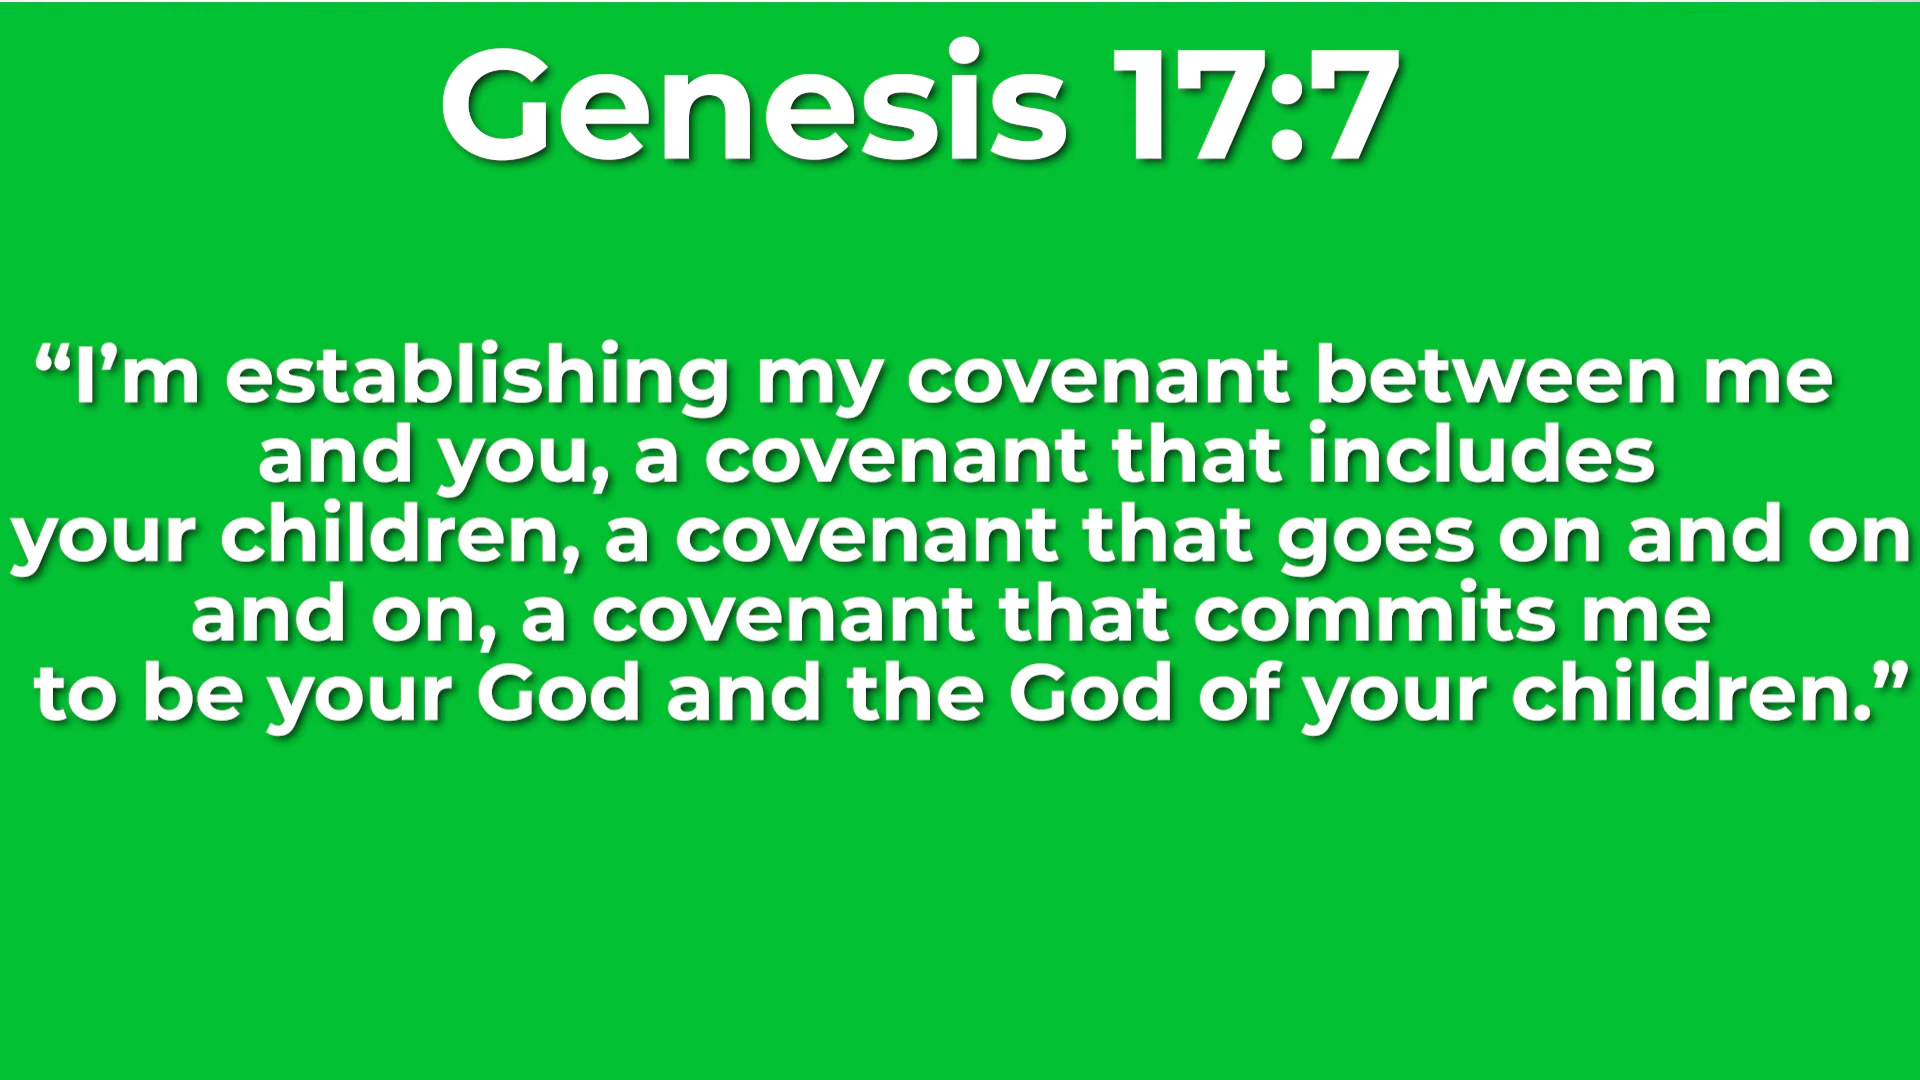 Genesis 17:7
“I’m establishing my covenant between me
and you, a covenant that includes
your children, a covenant that goes on and on
and on, a covenant that commits me
to be your God and the God of your children.”